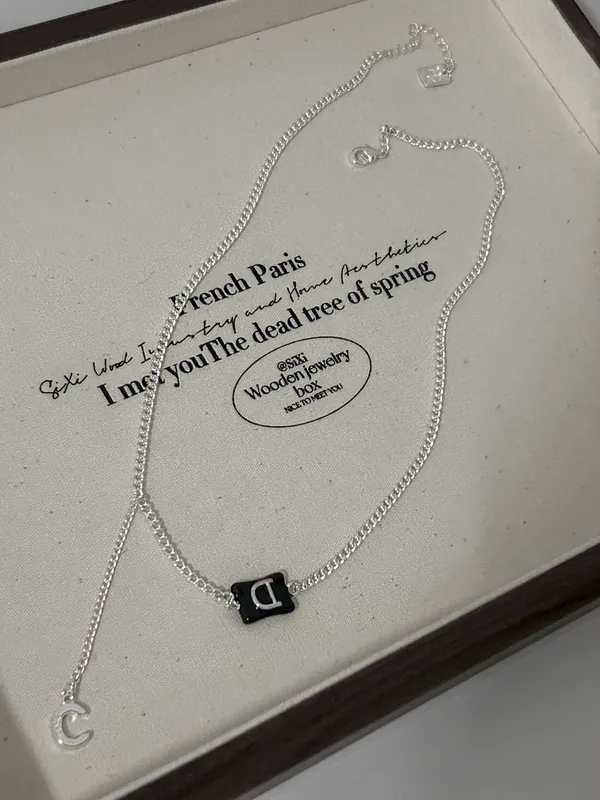 French Paris
SiXi Wood Industry and Home Aesthetics
I met youThe dead tree of spring
@SiXi
Wooden jewelry
box
NICE TO MEET YOU
D
C